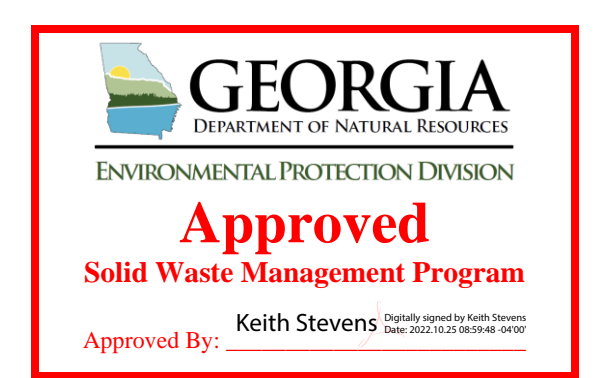 GEORGIA
DEPARTMENT OF NATURAL RESOURCES
ENVIRONMENTAL PROTECTION DIVISION
Approved
Solid Waste Management Program
Keith Stevens
Digitally signed by Keith Stevens
Date: 2022.10.25 08:59:48 -04'00'
Approved By: